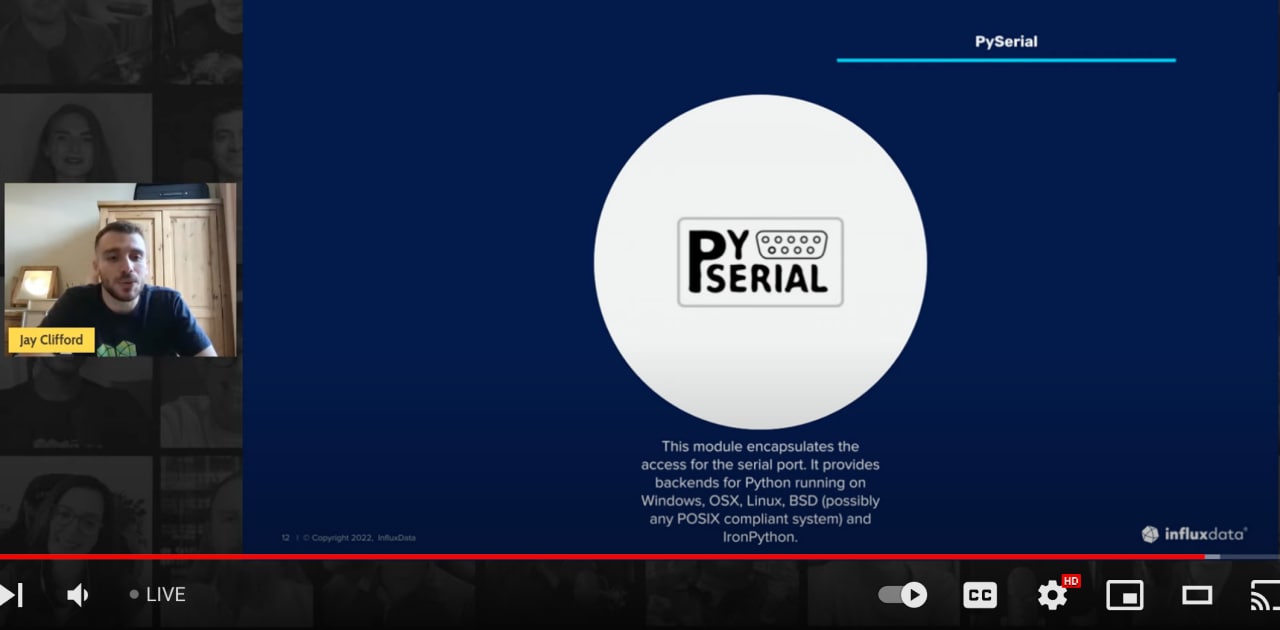 PySerial
PY
SERIAL
Jay Clifford
This module encapsulates the
access for the serial port. It provides
backends for Python running on
Windows, OSX, Linux, BSD (possibly
any POSIX compliant system) and
IronPython.
12 | © Copyright 2022, InfluxData
influxdata®
LIVE
CC
HD